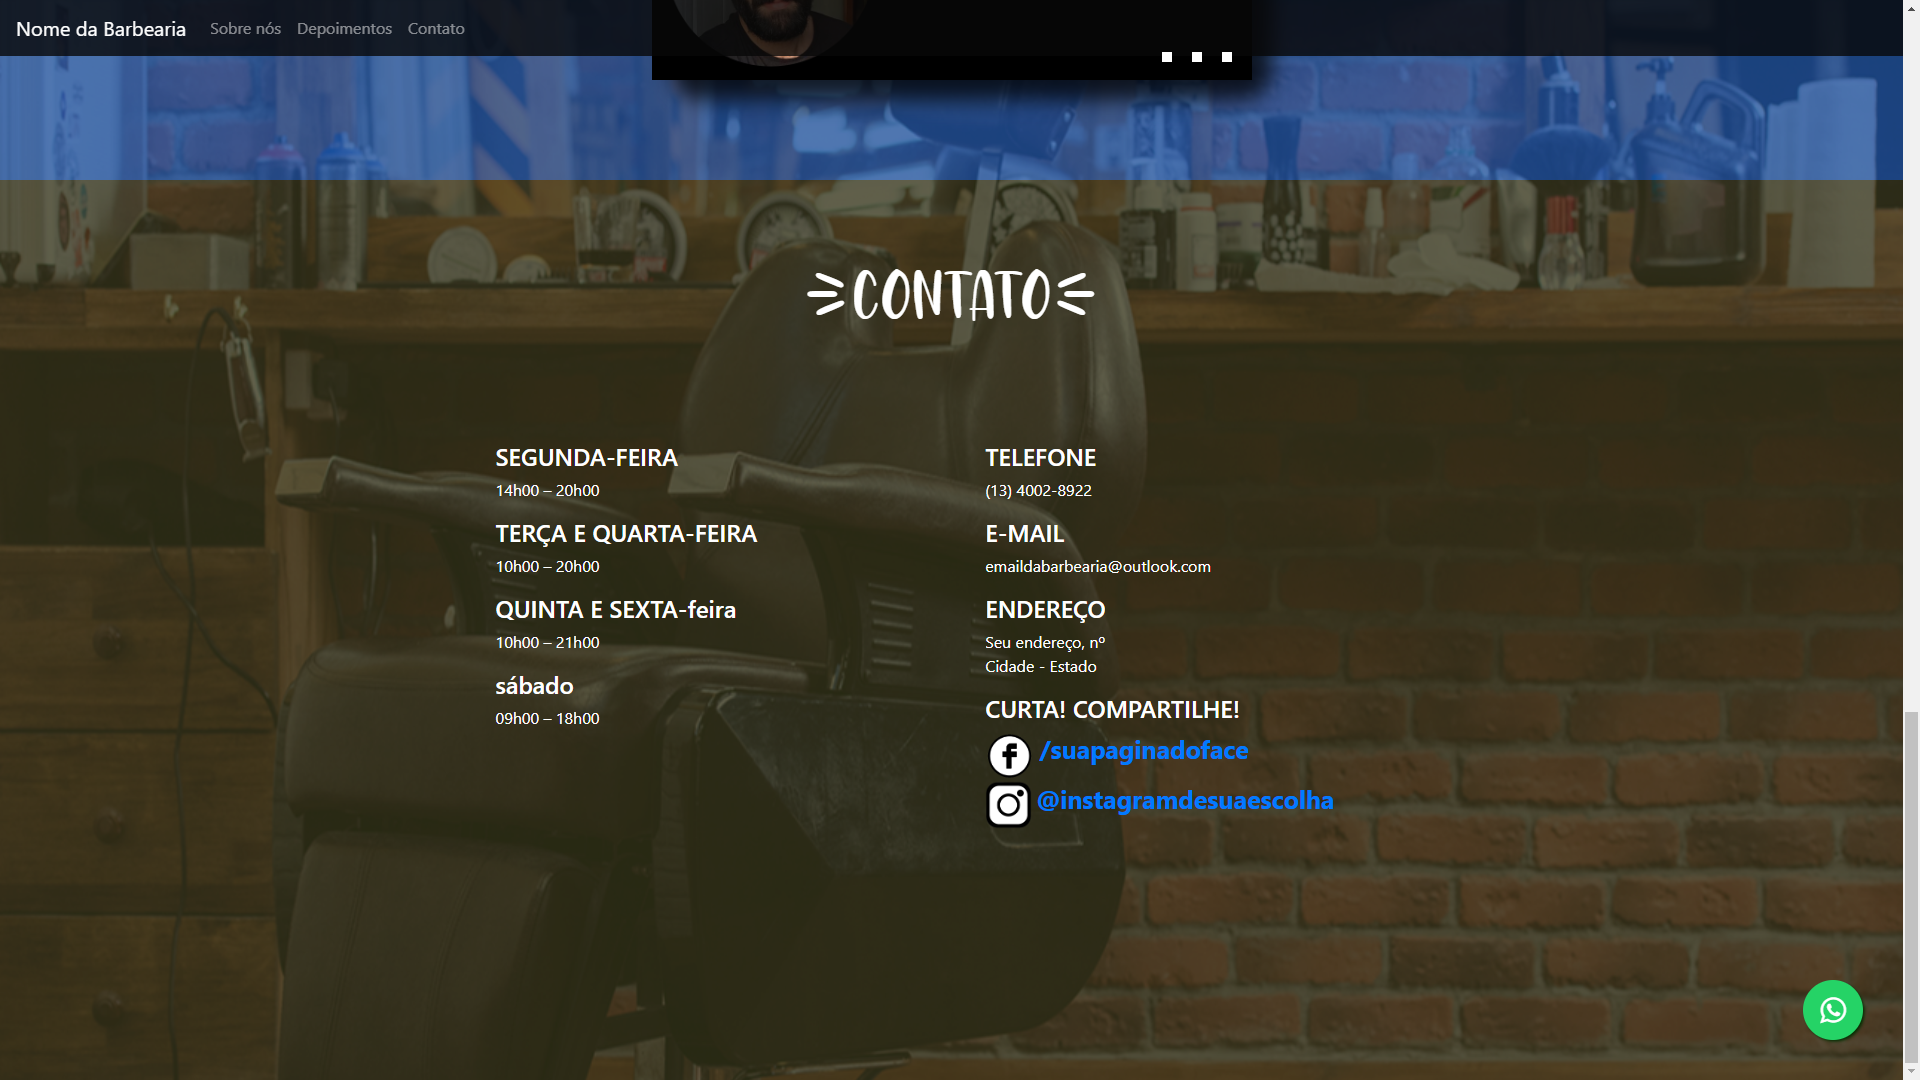 Nome da Barbearia Sobre nós Depoimentos Contato
CONTATO
SEGUNDA-FEIRA
14h00 – 20h00
TERÇA E QUARTA-FEIRA
10h00 – 20h00
QUINTA E SEXTA-feira
10h00 – 21h00
sábado
09h00 – 18h00
TELEFONE
(13) 4002-8922
E-MAIL
emaildabarbearia@outlook.com
ENDEREÇO
Seu endereço, nº
Cidade - Estado
CURTA! COMPARTILHE!
/suapaginadoface
@instagramdesuaescolha